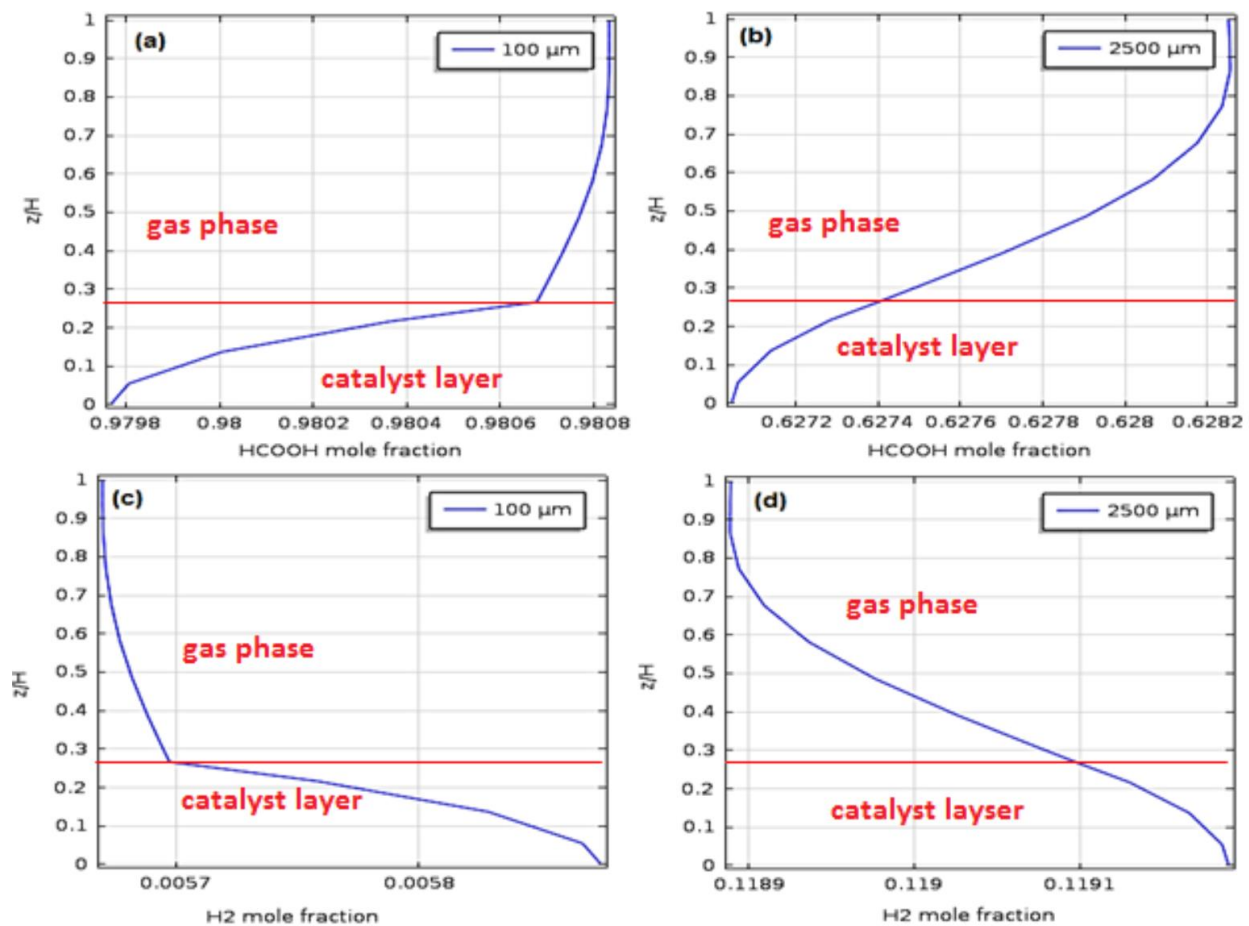 (a)
100 µm
1
0.9
0.8
0.7
0.6
0.5
0.4
0.3
0.2
0.1
0
z/H
gas phase
catalyst layer
0.9798
0.98
0.9802
0.9804
0.9806
0.9808
HCOOH mole fraction
(b)
2500 µm
1
0.9
0.8
0.7
0.6
0.5
0.4
0.3
0.2
0.1
0
z/H
gas phase
catalyst layer
0.6272
0.6274
0.6276
0.6278
0.628
0.6282
HCOOH mole fraction
(c)
100 µm
1
0.9
0.8
0.7
0.6
0.5
0.4
0.3
0.2
0.1
0
z/H
gas phase
catalyst layer
0.0057
0.0058
H2 mole fraction
(d)
2500 µm
1
0.9
0.8
0.7
0.6
0.5
0.4
0.3
0.2
0.1
0
z/H
gas phase
catalyst layser
0.1189
0.119
0.1191
H2 mole fraction